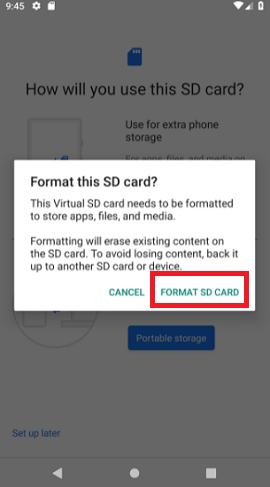 9:45
How will you use this SD card?
Use for extra phone
storage
For apps, files, and media on
Format this SD card?
This Virtual SD card needs to be formatted
to store apps, files, and media.
Formatting will erase existing content on
the SD card. To avoid losing content, back it
up to another SD card or device.
CANCEL
FORMAT SD CARD
Portable storage
Set up later